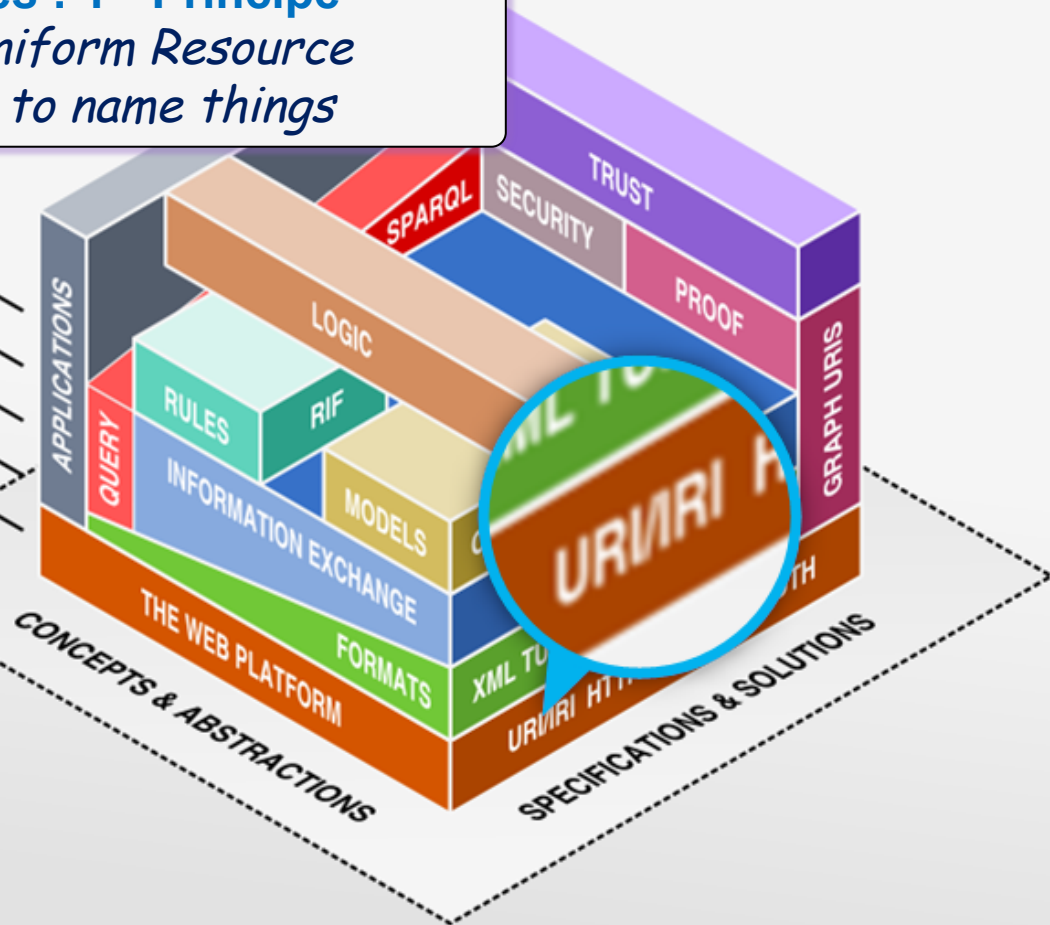 niform Resource
to name things
TRUST
SPARQL
SECURITY
PROOF
APPLICATIONS
LOGIC
GRAPH URIS
RULES
RIF
QUERY
INFORMATION EXCHANGE
MODELS
URI/IRI
THE WEB PLATFORM
FORMATS
XML
URI/IRI
CONCEPTS & ABSTRACTIONS
SPECIFICATIONS & SOLUTIONS